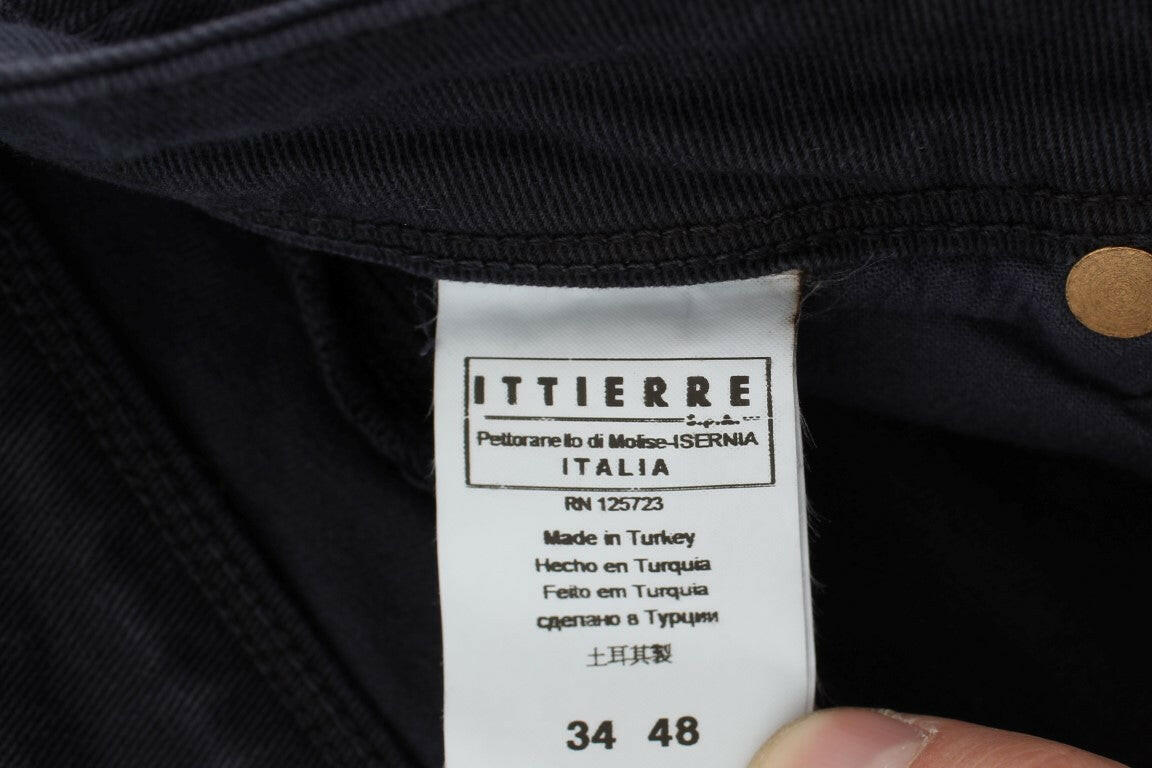 ITTIERRE
S.p.A.
Pettoranello di Molise-ISERNIA
ITALIA
RN 125723
Made in Turkey
Hecho en Turquia
Feito em Turquia
сделано в Турции
土耳其製
34 48